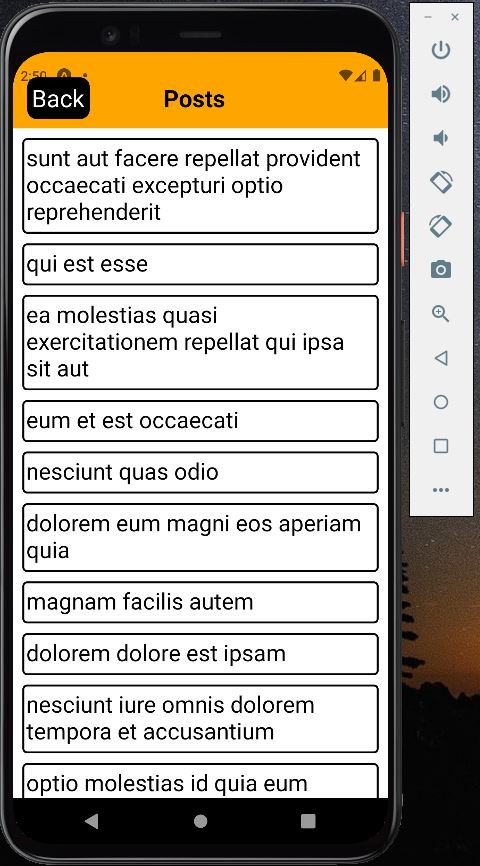 2:50
Back
Posts
sunt aut facere repellat provident
occaecati excepturi optio
reprehenderit
qui est esse
ea molestias quasi
exercitationem repellat qui ipsa
sit aut
eum et est occaecati
nesciunt quas odio
dolorem eum magni eos aperiam
quia
magnam facilis autem
dolorem dolore est ipsam
nesciunt iure omnis dolorem
tempora et accusantium
optio molestias id quia eum